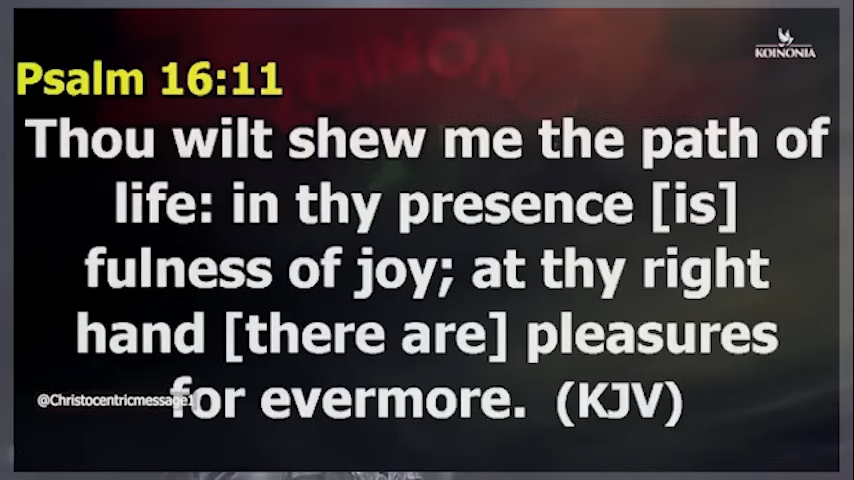 KOINONIA
KOINONIA
Psalm 16:11
Thou wilt shew me the path of
life: in thy presence [is]
fulness of joy; at thy right
hand [there are] pleasures
for evermore. (KJV)
@Christocentricmessage1